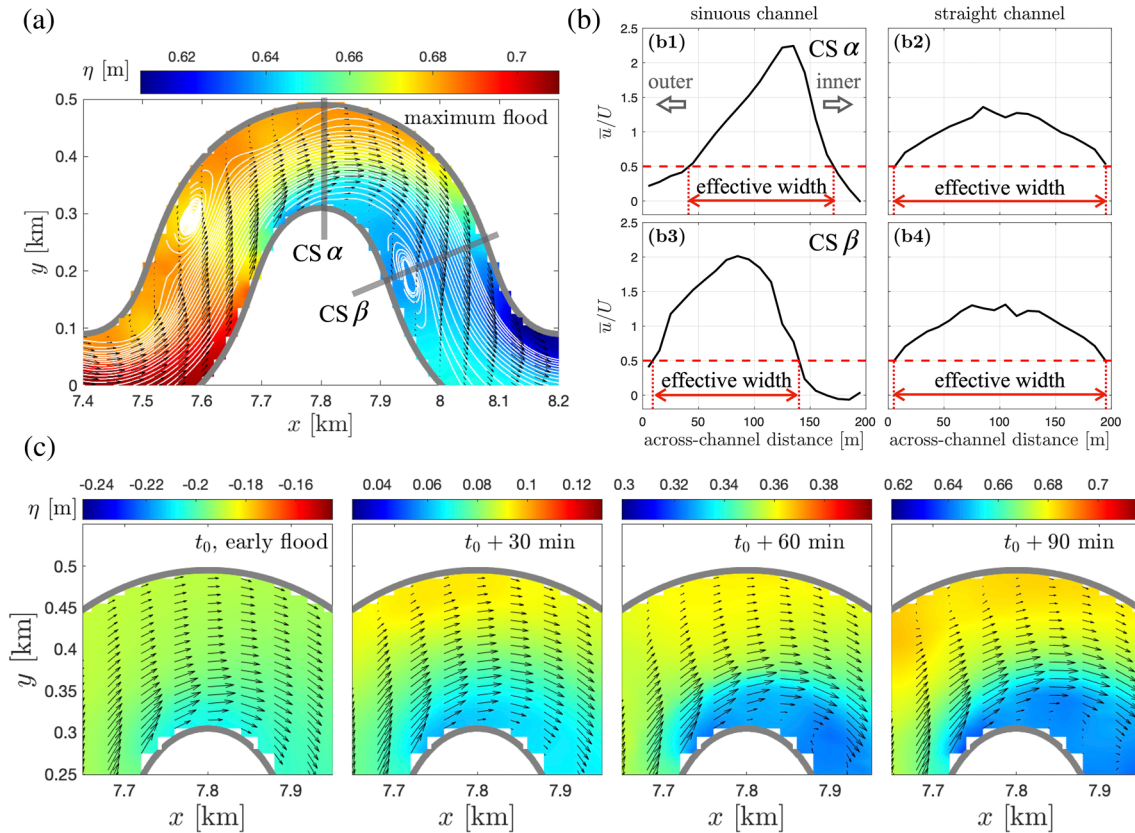 (a)
η [m]
0.62 0.64 0.66 0.68 0.7
maximum flood
0.5
0.4
0.3
0.2
0.1
0
y [km]
CS α
CS β
7.4 7.5 7.6 7.7 7.8 7.9 8 8.1 8.2
x [km]
(b)
sinuous channel straight channel
(b1) CS α
outer inner
2.5
2
1.5
1
0.5
0
u̅/U
effective width
(b2)
effective width
(b3) CS β
2.5
2
1.5
1
0.5
0
u̅/U
effective width
0 50 100 150 200
across-channel distance [m]
(b4)
effective width
0 50 100 150 200
across-channel distance [m]
(c)
η [m]
-0.24 -0.22 -0.2 -0.18 -0.16
t0, early flood
0.5
0.45
0.4
0.35
0.3
0.25
y [km]
7.7 7.8 7.9
x [km]
0.04 0.06 0.08 0.1 0.12
t0 + 30 min
7.7 7.8 7.9
x [km]
0.3 0.32 0.34 0.36 0.38
t0 + 60 min
7.7 7.8 7.9
x [km]
0.62 0.64 0.66 0.68 0.7
t0 + 90 min
7.7 7.8 7.9
x [km]